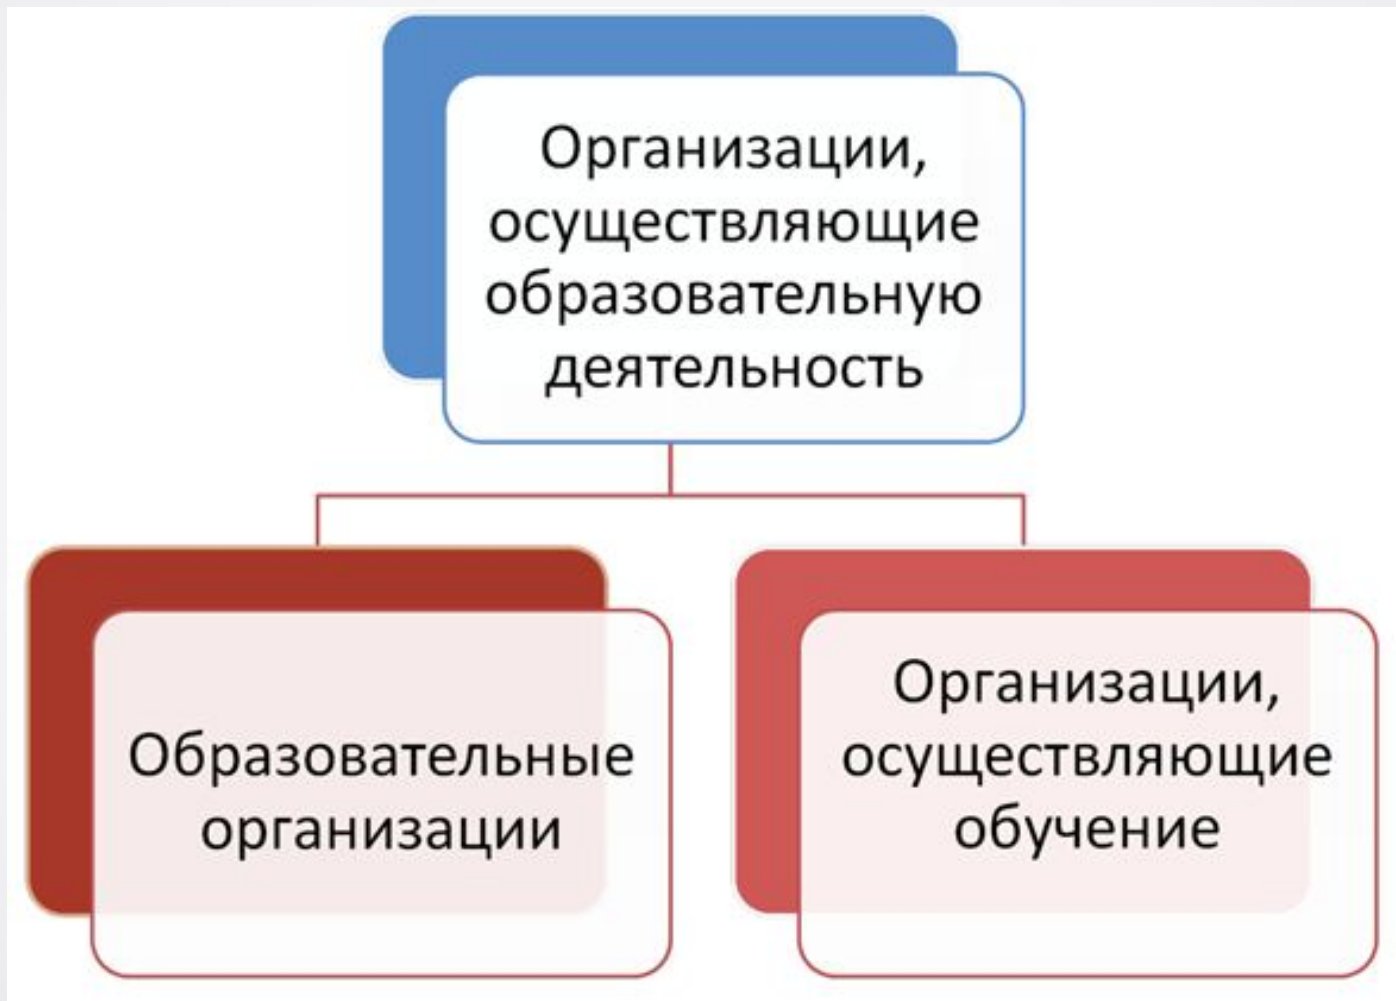 Организации,
осуществляющие
образовательную
деятельность
Образовательные
организации
Организации,
осуществляющие
обучение